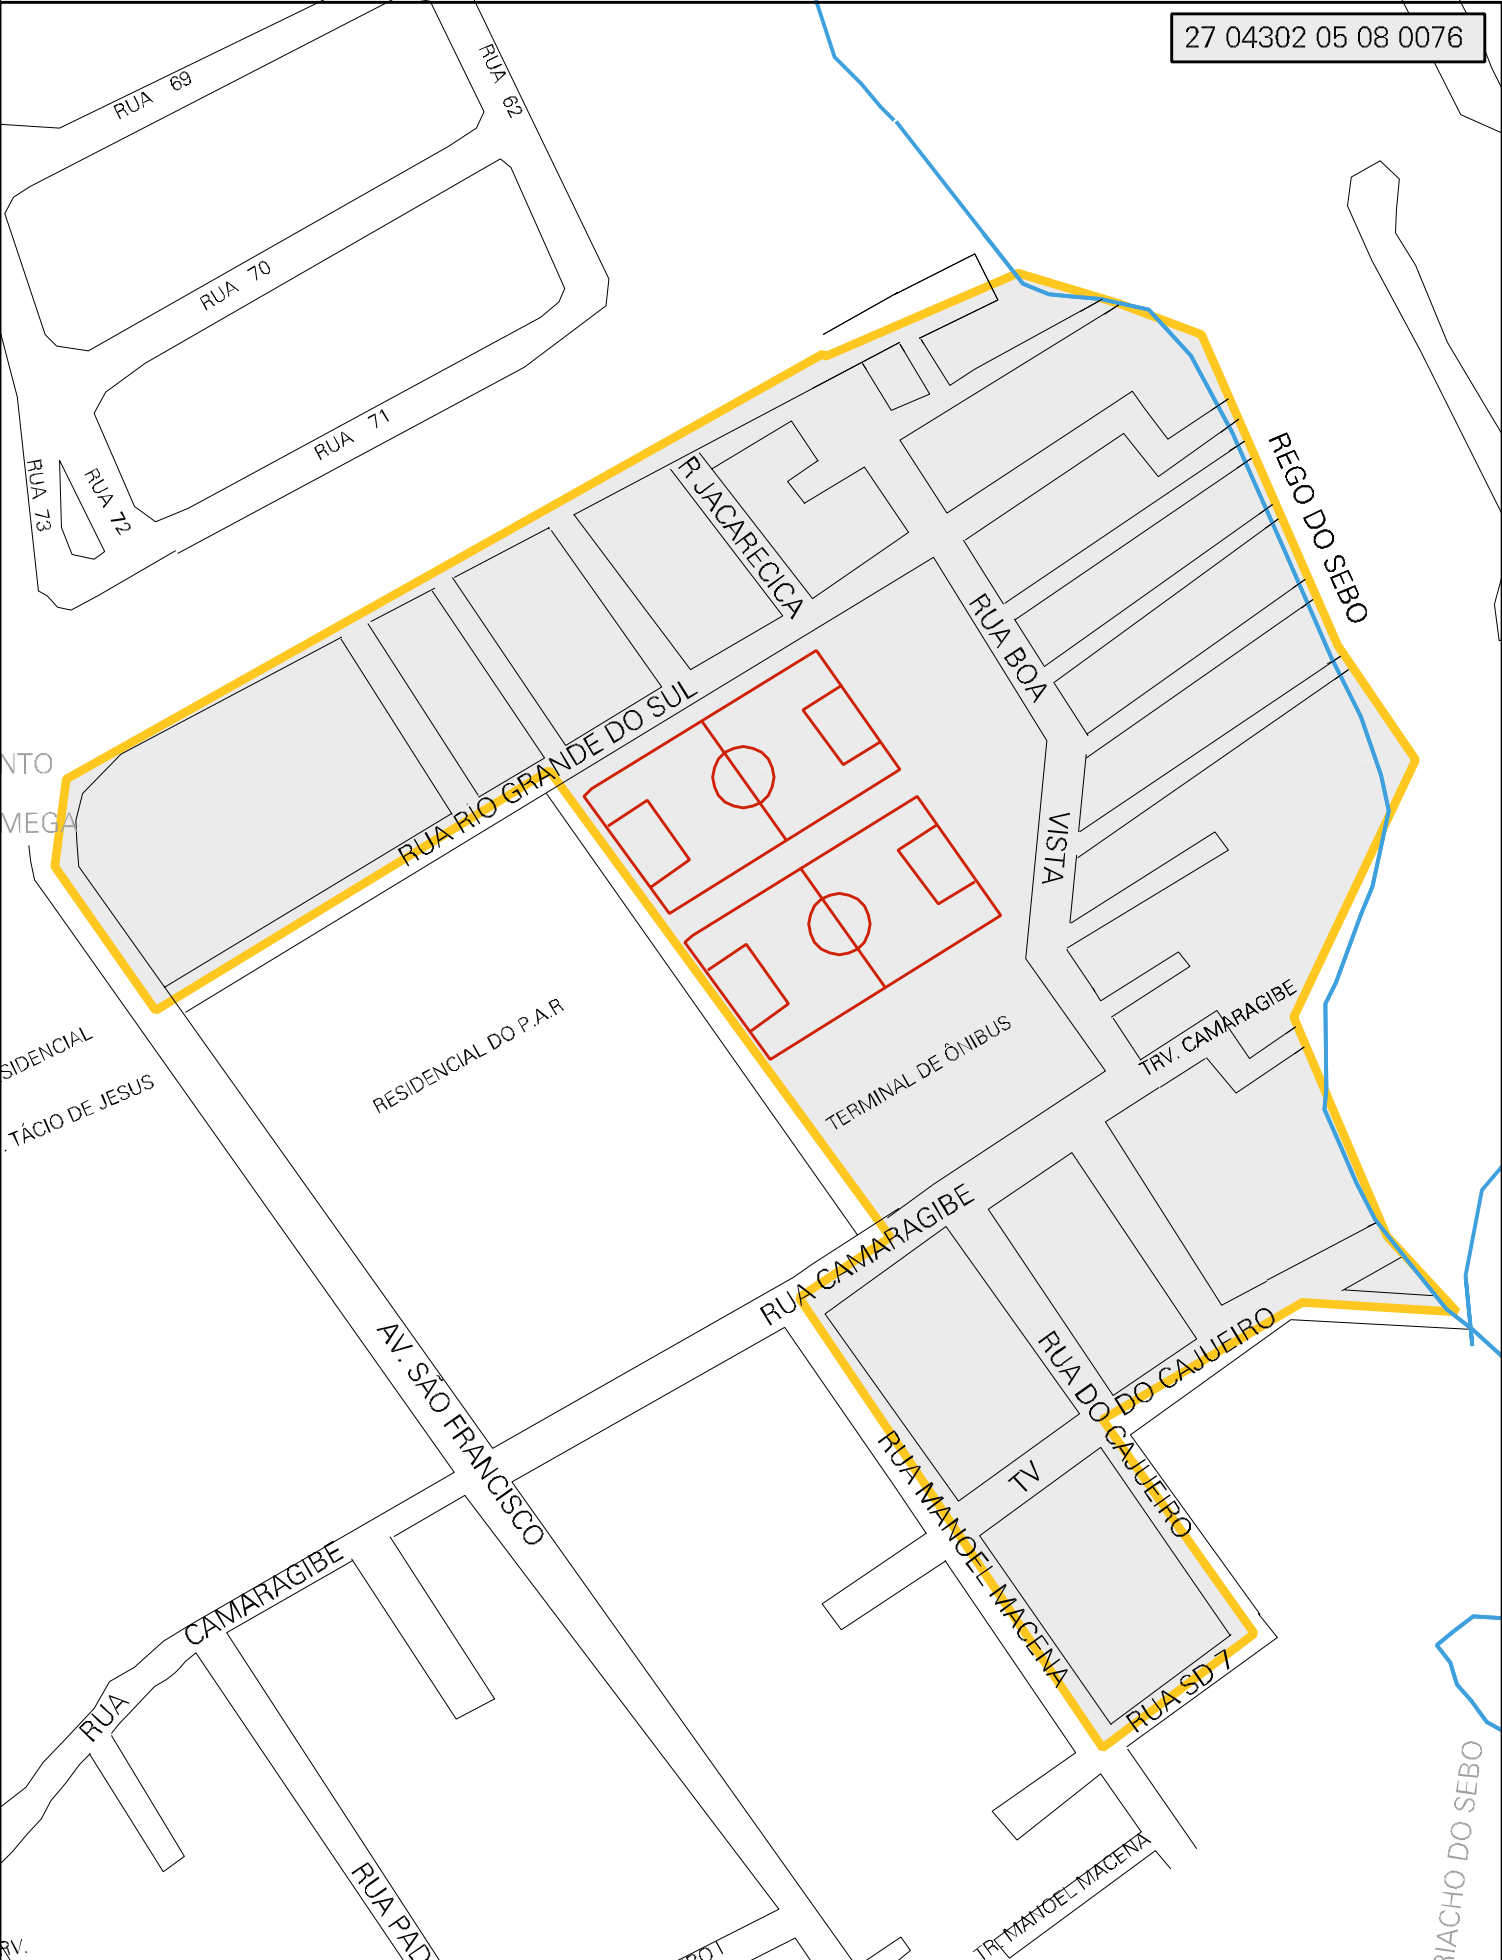 27 04302 05 08 0076
RUA 69
RUA 62
RUA 70
RUA 71
RUA 73
RUA 72
R JACARECICA
REGO DO SEBO
RUA BOA
VISTA
RUA RIO GRANDE DO SUL
NTO
MEGA
RESIDENCIAL DO P.A.R
TERMINAL DE ÔNIBUS
TRV. CAMARAGIBE
SIDENCIAL
. TÁCIO DE JESUS
RUA CAMARAGIBE
AV. SÃO FRANCISCO
RUA DO CAJUEIRO
DO CAJUEIRO
TV
RUA MANOEL MACENA
RUA SD 7
CAMARAGIBE
RUA
RUA PAD
TR. MANOEL MACENA
RIACHO DO SEBO
RV.